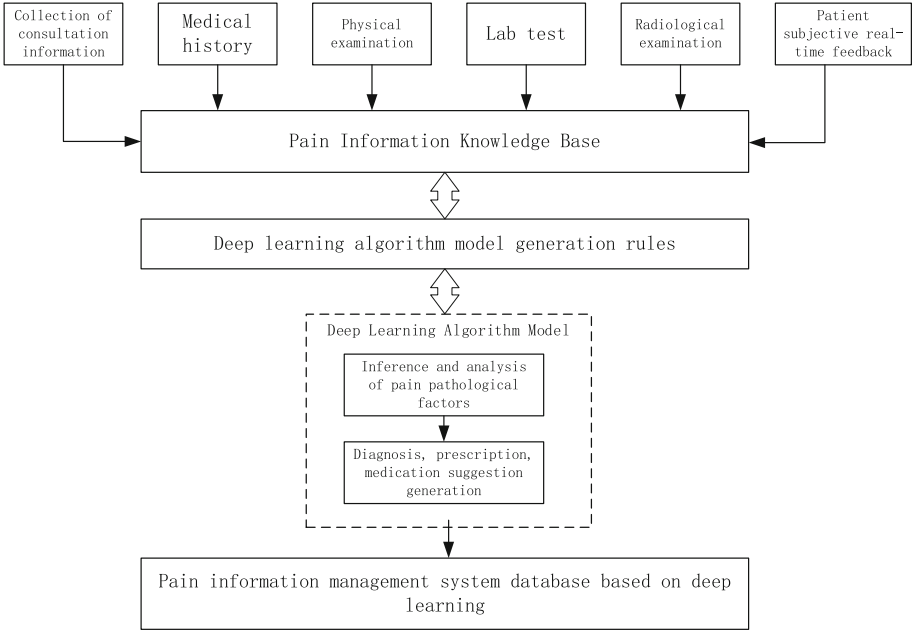 Collection of
consultation
information
Medical
history
Physical
examination
Lab test
Radiological
examination
Patient
subjective real-
time feedback
Pain Information Knowledge Base
Deep learning algorithm model generation rules
Deep Learning Algorithm Model
Inference and analysis
of pain pathological
factors
Diagnosis, prescription,
medication suggestion
generation
Pain information management system database based on deep
learning